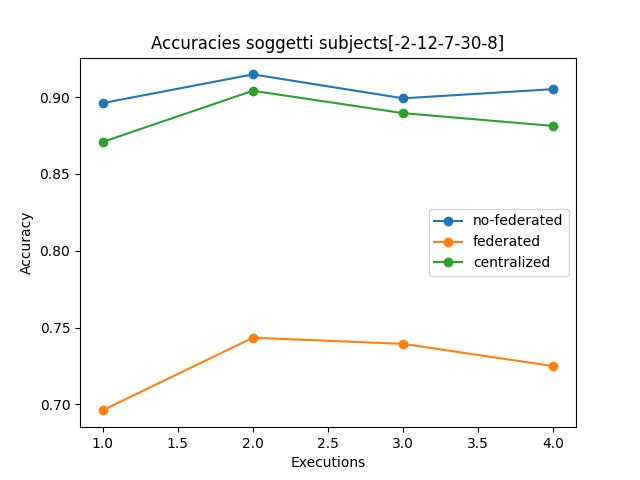 Accuracies soggetti subjects[-2-12-7-30-8]
0.90
0.85
0.80
0.75
0.70
Accuracy
no-federated
federated
centralized
1.0 1.5 2.0 2.5 3.0 3.5 4.0
Executions